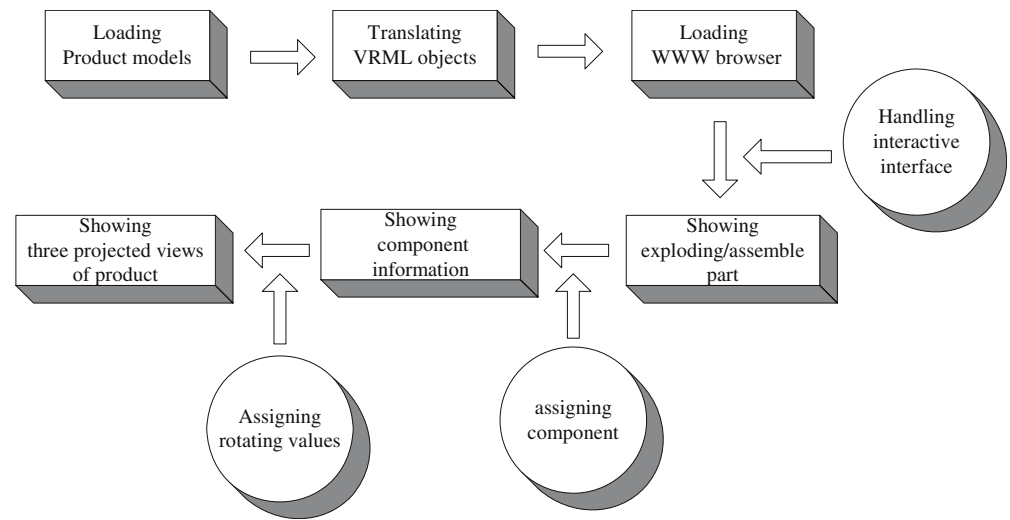 Loading
Product models
Translating
VRML objects
Loading
WWW browser
Handling
interactive
interface
Showing
three projected views
of product
Showing
component
information
Showing
exploding/assemble
part
Assigning
rotating values
assigning
component